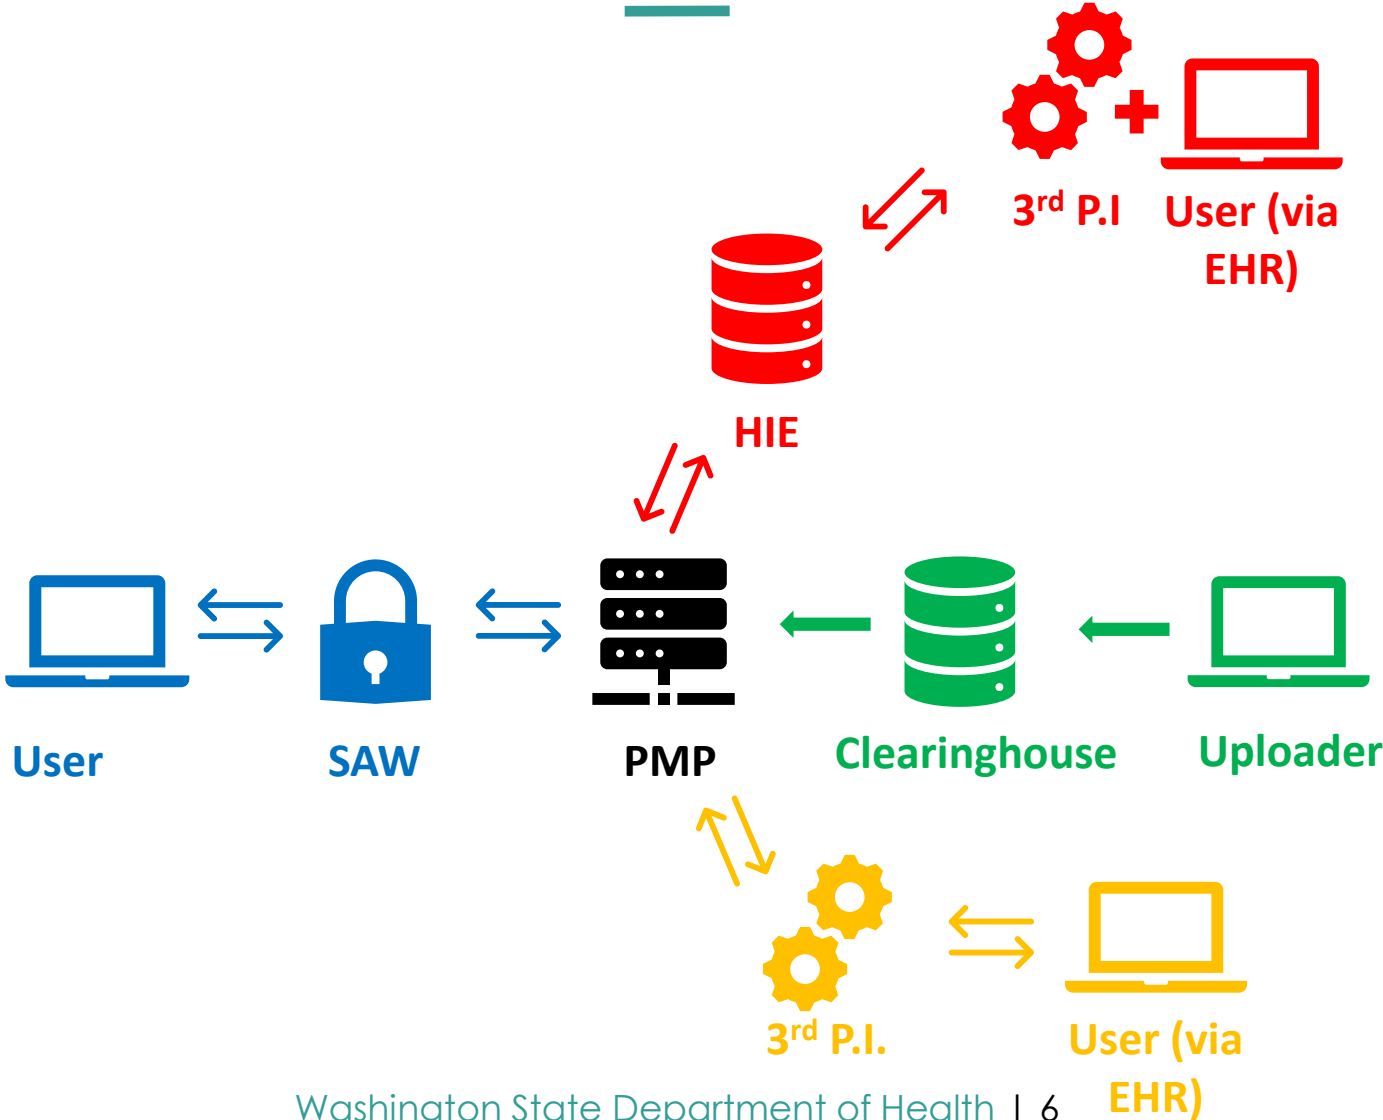 3rd P.I
User (via
EHR)
HIE
User
SAW
PMP
Clearinghouse
Uploader
3rd P.I.
User (via
EHR)
Washington State Department of Health | 6